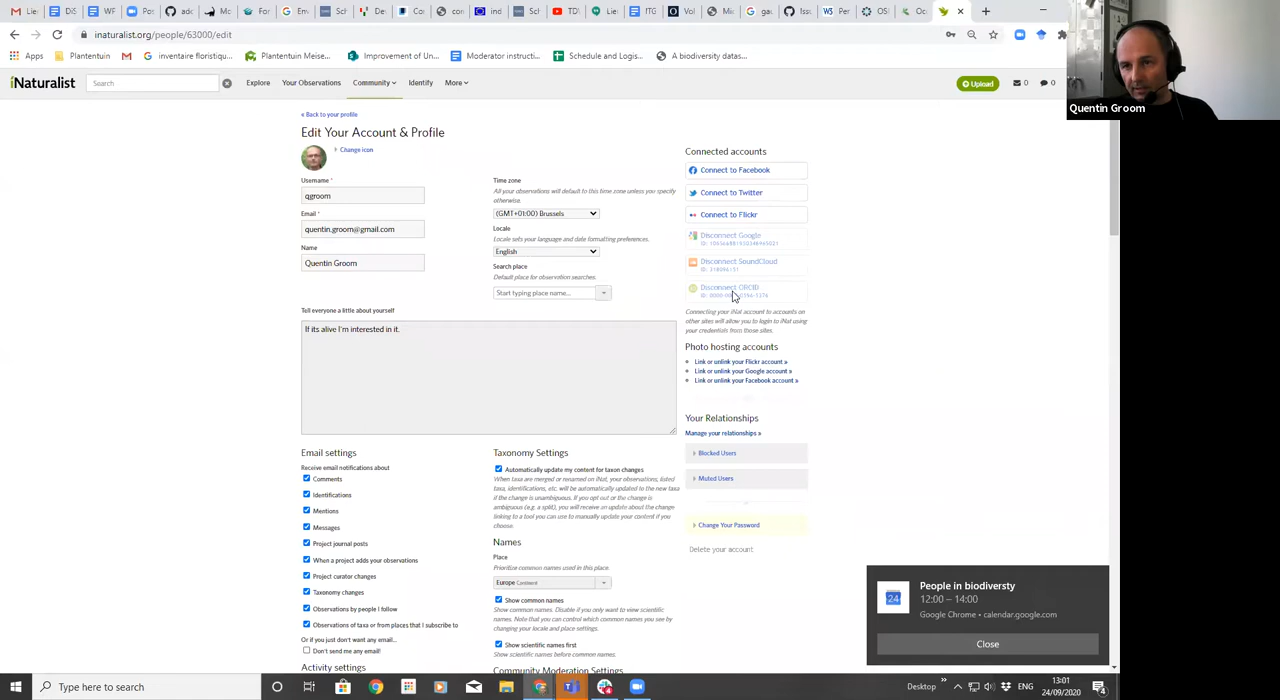 Quentin Groom
inaturalist.org/people/63000/edit
Apps Plantentuin inventaire floristiqu... Plantentuin Meise... Improvement of Un... Moderator instructi... Schedule and Logis... A biodiversity datas...
iNaturalist Search Explore Your Observations Community Identify More Upload 0 0
« Back to your profile
Edit Your Account & Profile
Change icon
Username *
qgroom
Email *
quentin.groom@gmail.com
Name
Quentin Groom
Time zone
All your observations will default to this time zone unless you specify
otherwise.
(GMT+01:00) Brussels
Locale
Locale sets your language and date formatting preferences.
English
Search place
Default place for observation searches.
Start typing place name...
Tell everyone a little about yourself
If its alive I'm interested in it.
Connected accounts
Connect to Facebook
Connect to Twitter
Connect to Flickr
Disconnect Google
Disconnect SoundCloud
Disconnect ORCID
Connecting your iNat account to accounts on
other sites will allow you to login to iNat using
your credentials from those sites.
Photo hosting accounts
Link or unlink your Flickr account »
Link or unlink your Google account »
Link or unlink your Facebook account »
Your Relationships
Manage your relationships »
Blocked Users
Muted Users
Change Your Password
Delete your account
Email settings
Receive email notifications about
Comments
Identifications
Mentions
Messages
Project journal posts
When a project adds your observations
Project curator changes
Taxonomy changes
Observations by people I follow
Observations of taxa or from places that I subscribe to
Or if you just don't want any email...
Don't send me any email!
Activity settings
Taxonomy Settings
Automatically update my content for taxon changes
When taxa are merged or renamed on iNat, your observations, listed
taxa, identifications, etc. will be automatically updated to the new taxa
if the change is unambiguous. If you opt out or the change is
ambiguous (e.g. a split), you will receive an update about the change
linking to a tool you can use to manually update your content if you
choose.
Names
Place
Prioritize common names used in this place.
Europe Continent
Show common names
Show common names. Disable if you only want to view scientific
names. Note that you can control which common names you see by
changing your locale and place settings.
Show scientific names first
Show scientific names before common names.
Community Moderation Settings
24
People in biodiversty
12:00 – 14:00
Google Chrome • calendar.google.com
Close
Type here to search
Desktop
ENG
13:01
24/09/2020
4